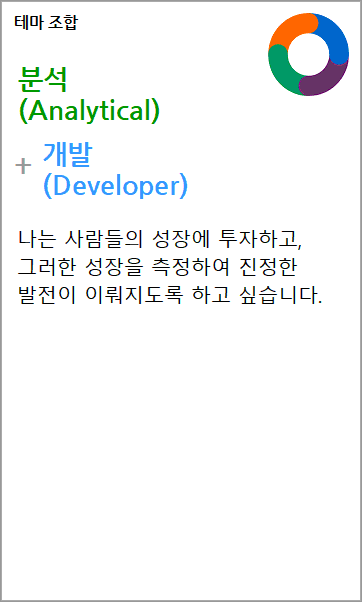 테마 조합
분석
(Analytical)
+ 개발
(Developer)
나는 사람들의 성장에 투자하고,
그러한 성장을 측정하여 진정한
발전이 이뤄지도록 하고 싶습니다.